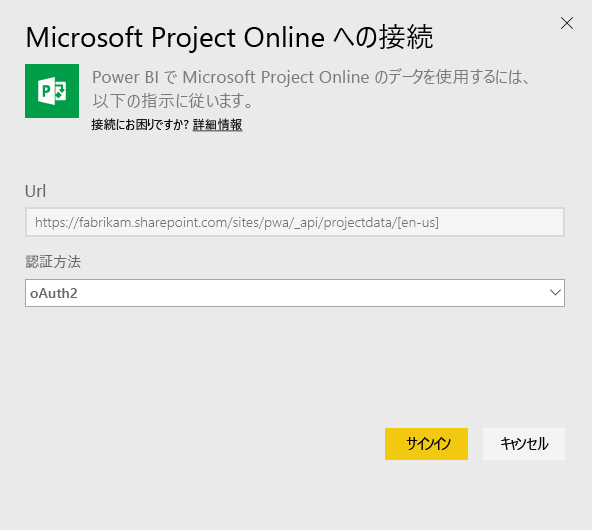 Microsoft Project Online への接続
Power BI で Microsoft Project Online のデータを使用するには、
以下の指示に従います。
接続にお困りですか? 詳細情報
Url
https://fabrikam.sharepoint.com/sites/pwa/_api/projectdata/[en-us]
認証方法
oAuth2
サインイン キャンセル